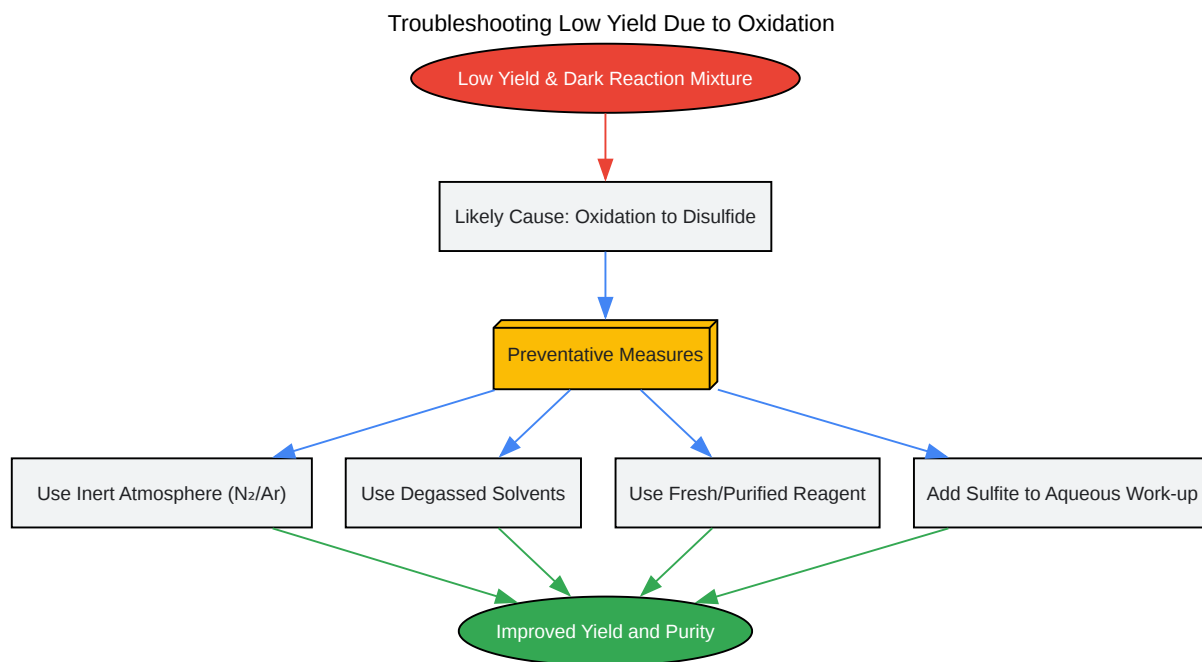 Troubleshooting Low Yield Due to Oxidation
Low Yield & Dark Reaction Mixture
Likely Cause: Oxidation to Disulfide
Preventative Measures
Use Inert Atmosphere (N₂/Ar)
Use Degassed Solvents
Use Fresh/Purified Reagent
Add Sulfite to Aqueous Work-up
Improved Yield and Purity